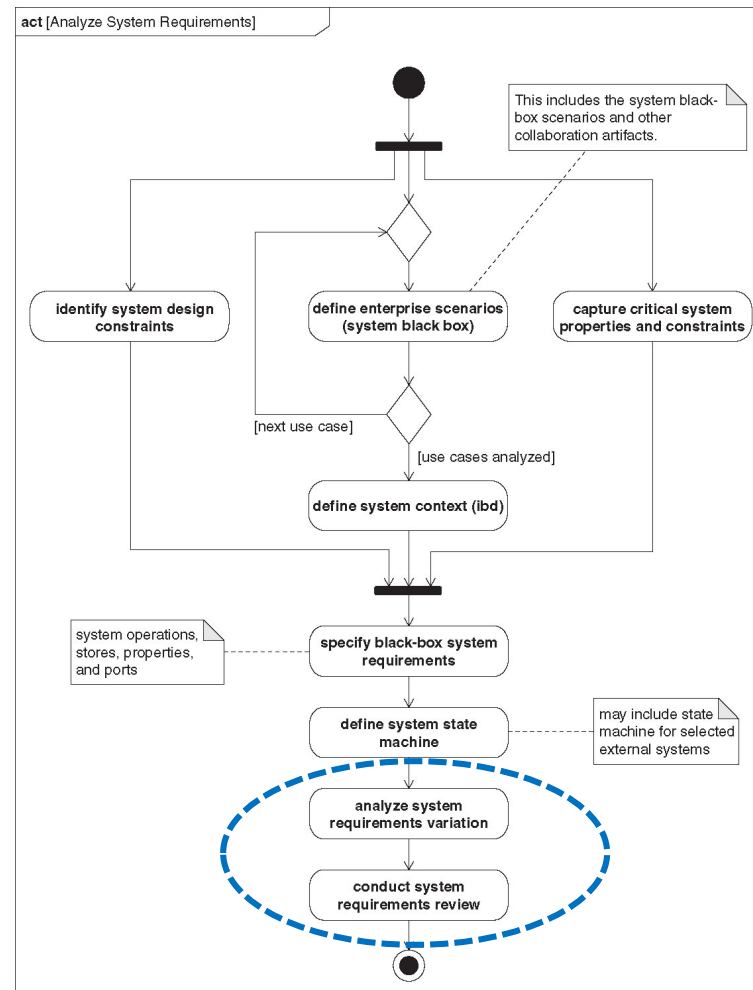 act [Analyze System Requirements]
This includes the system black-
box scenarios and other
collaboration artifacts.
identify system design
constraints
define enterprise scenarios
(system black box)
capture critical system
properties and constraints
[next use case]
[use cases analyzed]
define system context (ibd)
system operations,
stores, properties,
and ports
specify black-box system
requirements
define system state
machine
may include state
machine for selected
external systems
analyze system
requirements variation
conduct system
requirements review